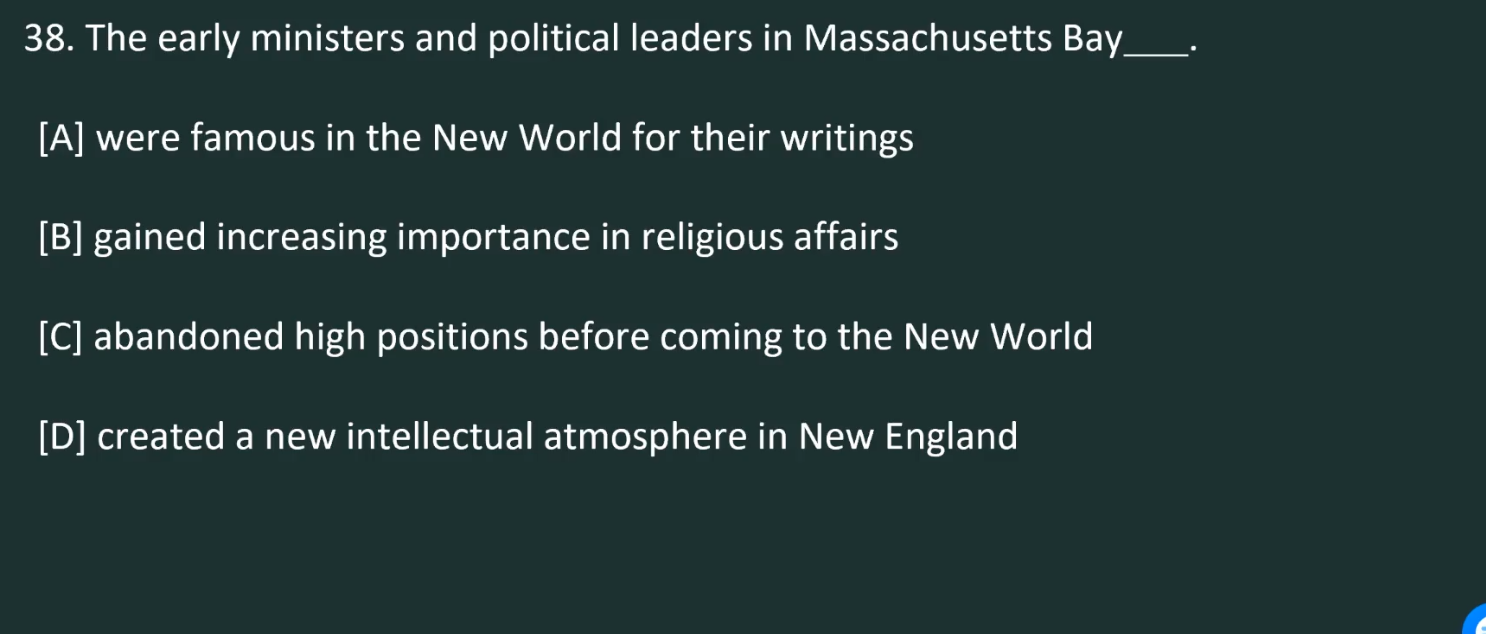 38. The early ministers and political leaders in Massachusetts Bay____.
[A] were famous in the New World for their writings
[B] gained increasing importance in religious affairs
[C] abandoned high positions before coming to the New World
[D] created a new intellectual atmosphere in New England